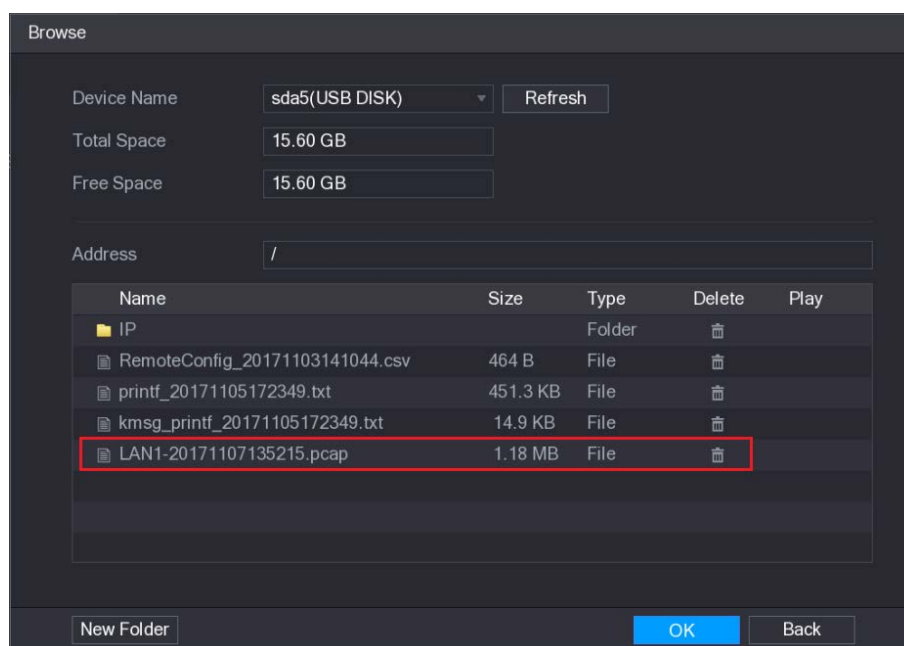 Browse
Device Name sda5(USB DISK) Refresh
Total Space 15.60 GB
Free Space 15.60 GB
Address /
Name Size Type Delete Play
IP Folder
RemoteConfig_20171103141044.csv 464 B File
printf_20171105172349.txt 451.3 KB File
kmsg_printf_20171105172349.txt 14.9 KB File
LAN1-20171107135215.pcap 1.18 MB File
New Folder OK Back